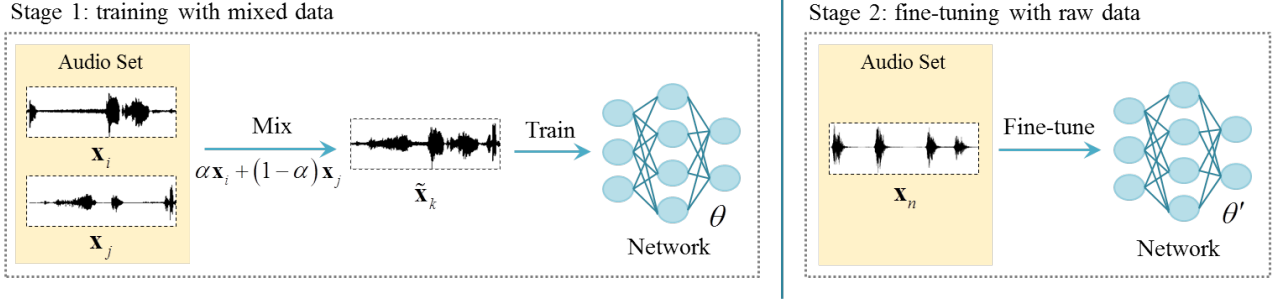 Stage 1: training with mixed data
Audio Set
x_i
x_j
Mix
αx_i + (1 − α) x_j
x̃_k
Train
θ
Network
Stage 2: fine-tuning with raw data
Audio Set
x_n
Fine-tune
θ′
Network